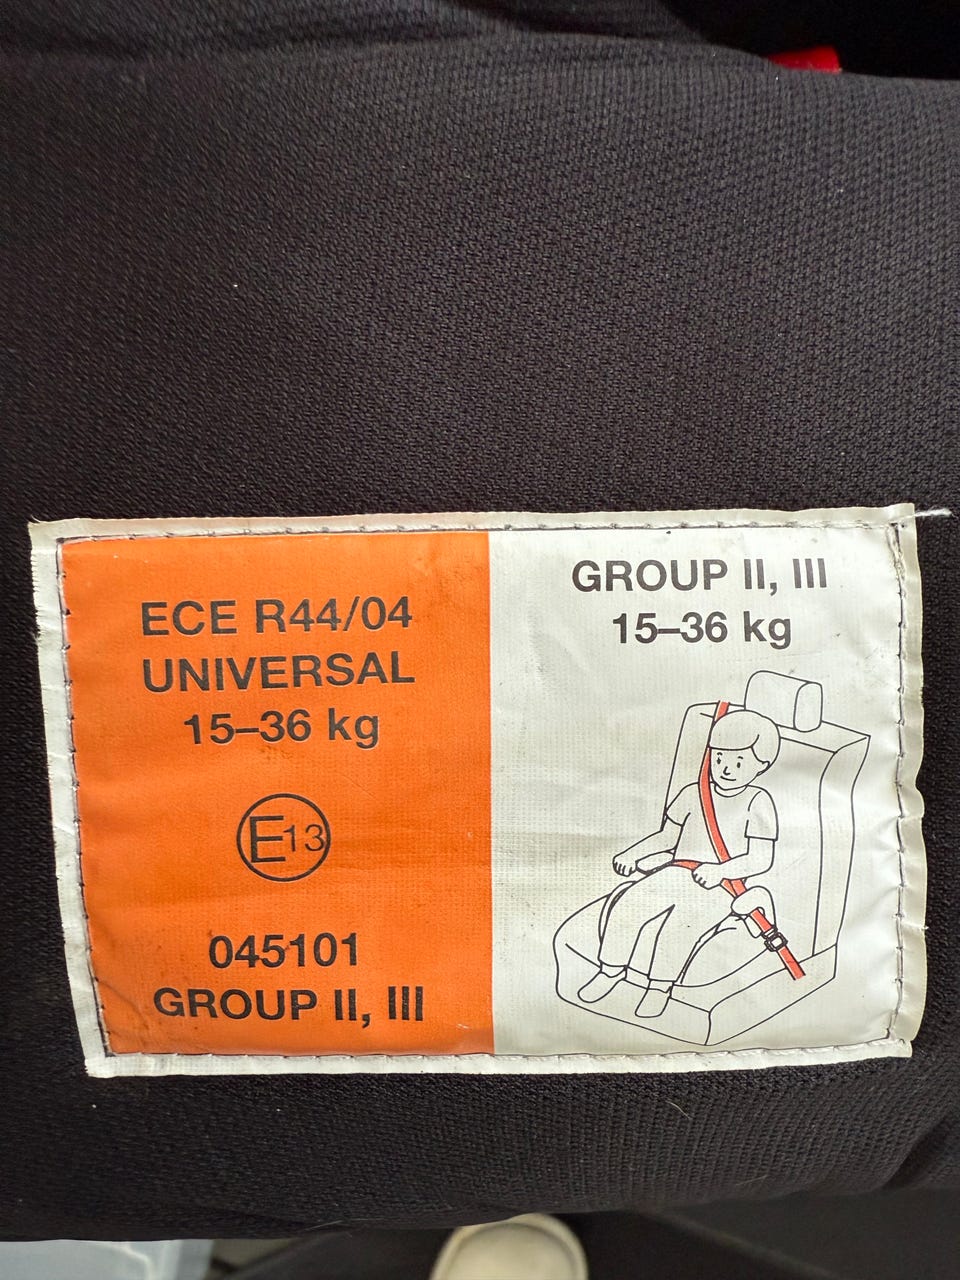 ECE R44/04
UNIVERSAL
15–36 kg
E13
045101
GROUP II, III
GROUP II, III
15–36 kg